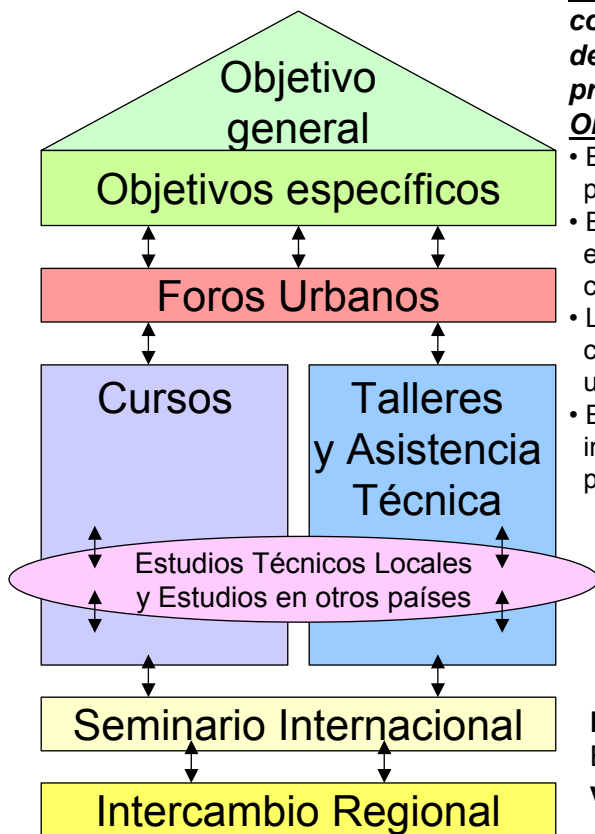 Objetivo
general
Objetivos específicos
Foros Urbanos
Cursos
Talleres
y Asistencia
Técnica
Estudios Técnicos Locales
y Estudios en otros países
Seminario Internacional
Intercambio Regional